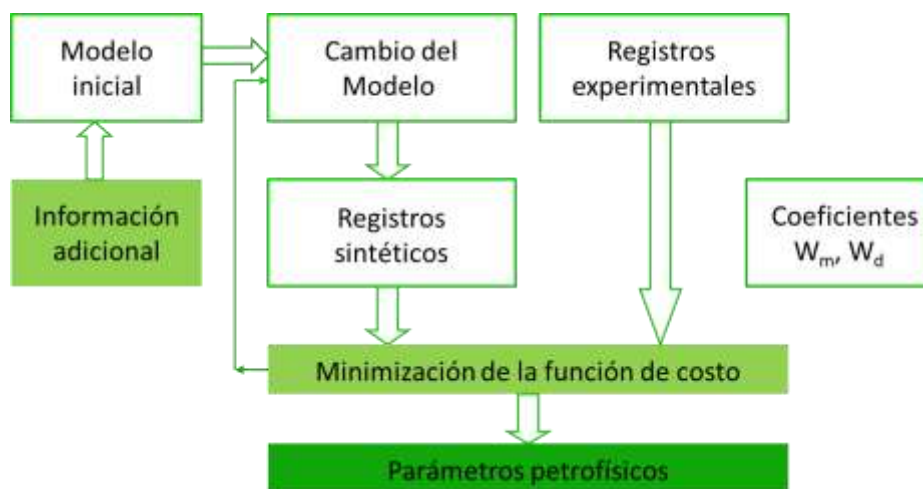 Modelo
inicial
Cambio del
Modelo
Registros
experimentales
Información
adicional
Registros
sintéticos
Coeficientes
Wm, Wd
Minimización de la función de costo
Parámetros petrofísicos